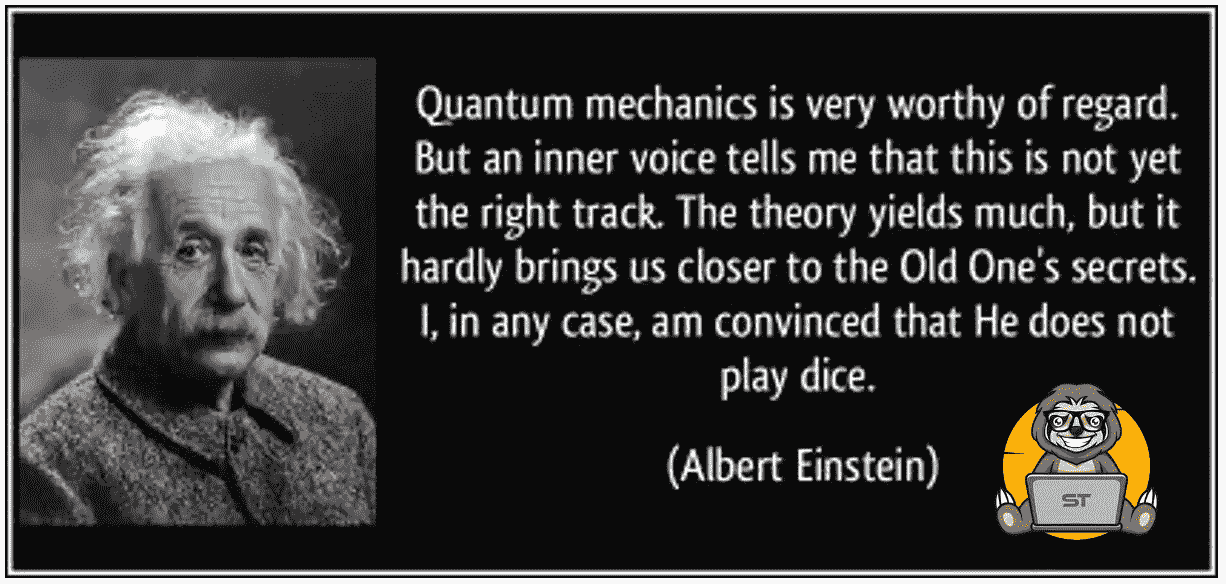 Quantum mechanics is very worthy of regard.
But an inner voice tells me that this is not yet
the right track. The theory yields much, but it
hardly brings us closer to the Old One's secrets.
I, in any case, am convinced that He does not
play dice.
(Albert Einstein)
ST